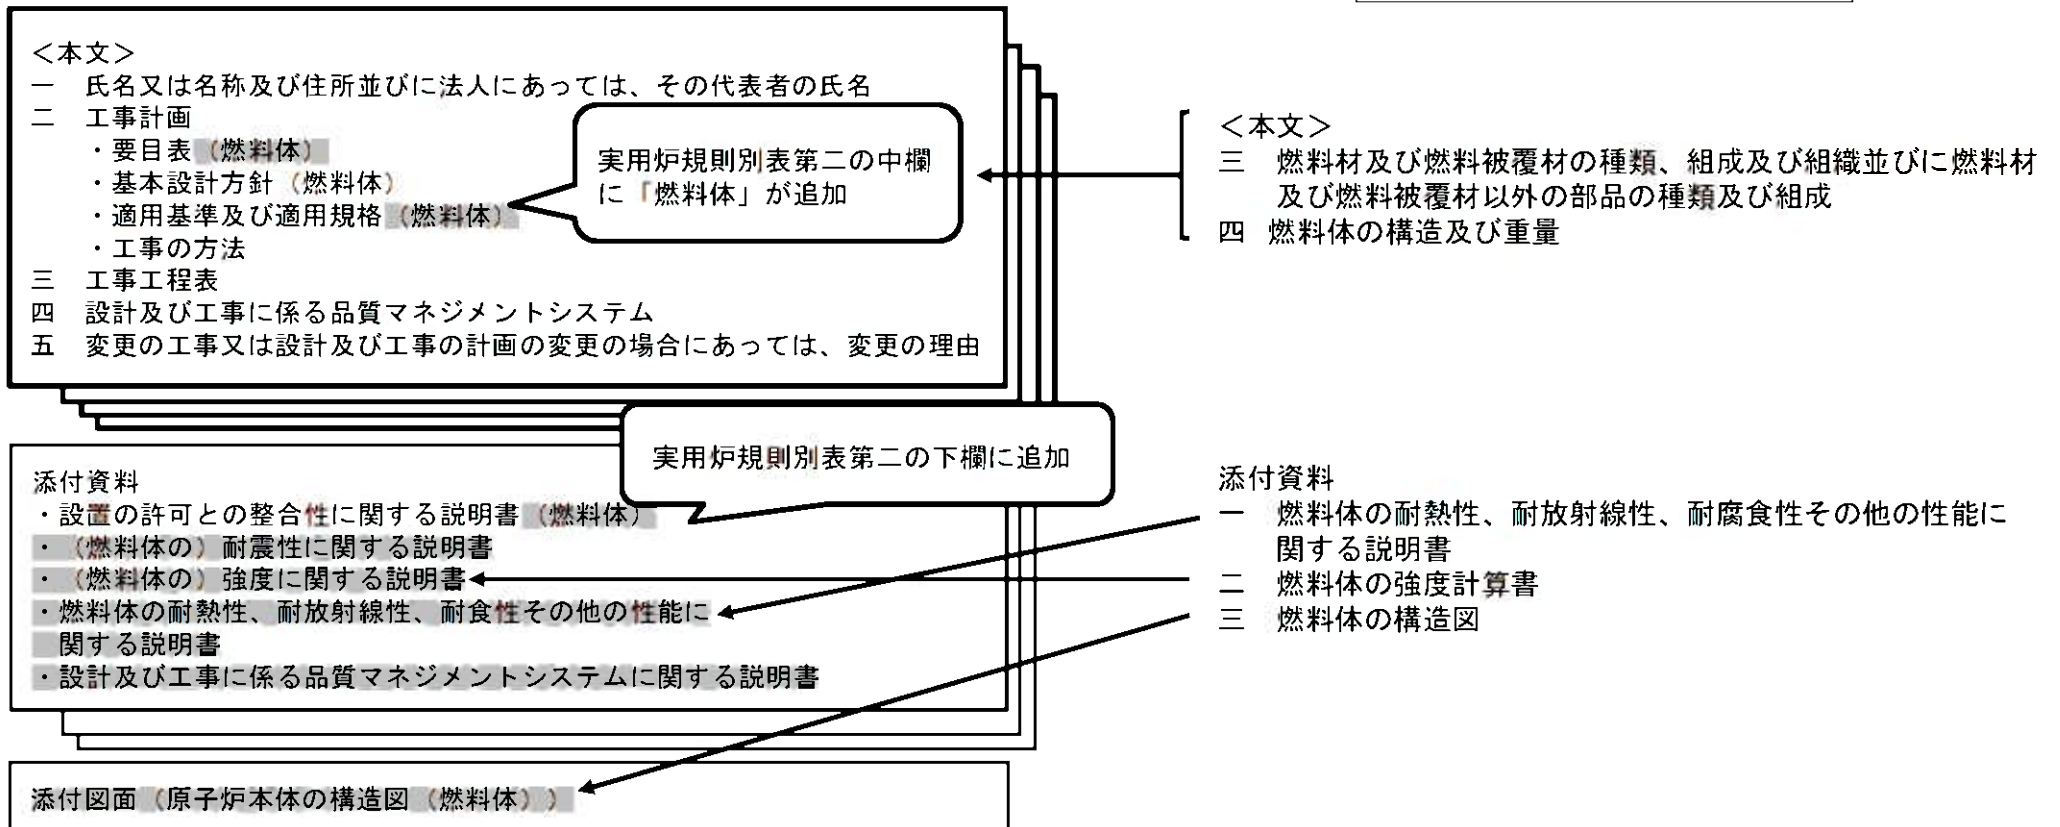 ＜本文＞
一　氏名又は名称及び住所並びに法人にあっては、その代表者の氏名
二　工事計画
・要目表（燃料体）
・基本設計方針（燃料体）
・適用基準及び適用規格（燃料体）
・工事の方法
三　工事工程表
四　設計及び工事に係る品質マネジメントシステム
五　変更の工事又は設計及び工事の計画の変更の場合にあっては、変更の理由
実用炉規則別表第二の中欄
に「燃料体」が追加
＜本文＞
三　燃料材及び燃料被覆材の種類、組成及び組織並びに燃料材
及び燃料被覆材以外の部品の種類及び組成
四　燃料体の構造及び重量
実用炉規則別表第二の下欄に追加
添付資料
・設置の許可との整合性に関する説明書（燃料体）
・（燃料体の）耐震性に関する説明書
・（燃料体の）強度に関する説明書
・燃料体の耐熱性、耐放射線性、耐食性その他の性能に
関する説明書
・設計及び工事に係る品質マネジメントシステムに関する説明書
添付資料
一　燃料体の耐熱性、耐放射線性、耐腐食性その他の性能に
関する説明書
二　燃料体の強度計算書
三　燃料体の構造図
添付図面（原子炉本体の構造図（燃料体））